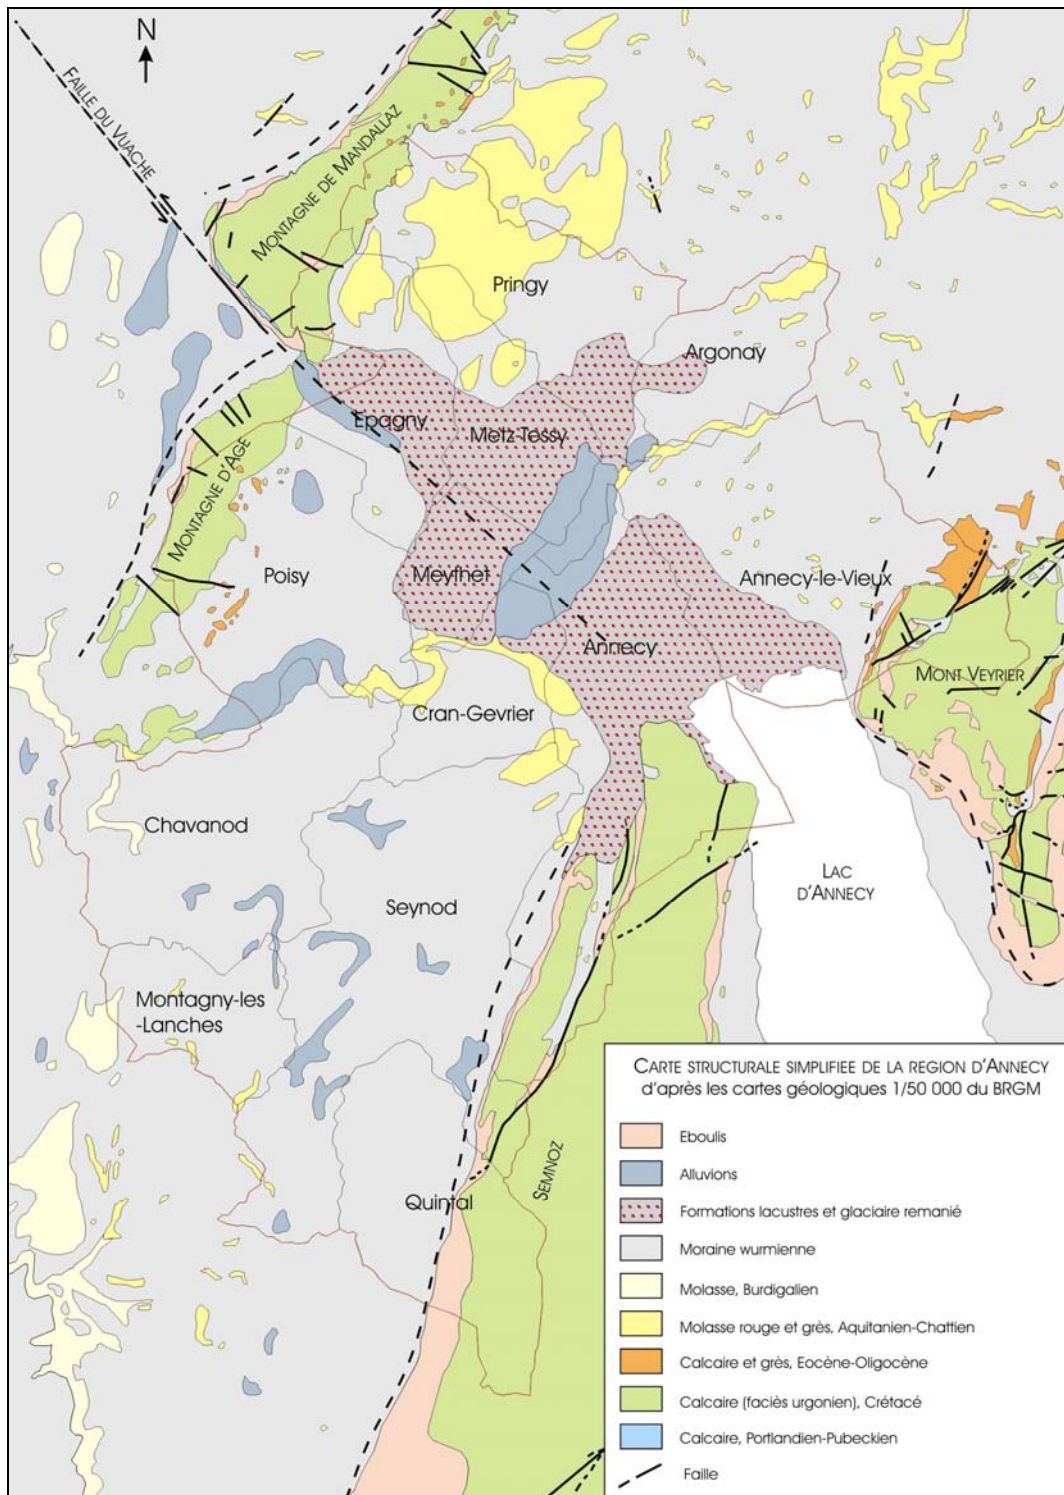 N
FAILLE DU VUACHE
MONTAGNE DE MANDALLAZ
Pringy
Argonay
Epagny
Metz-Tessy
MONTAGNE D'AGE
Poisy
Meythet
Annecy-le-Vieux
Annecy
MONT VEYRIER
Cran-Gevrier
Chavanod
LAC
D'ANNECY
Seynod
Montagny-les
-Lanches
SEMNOZ
Quintal
CARTE STRUCTURALE SIMPLIFIEE DE LA REGION D'ANNECY
d'après les cartes géologiques 1/50 000 du BRGM
Eboulis
Alluvions
Formations lacustres et glaciaire remanié
Moraine wurmienne
Molasse, Burdigalien
Molasse rouge et grès, Aquitanien-Chattien
Calcaire et grès, Eocène-Oligocène
Calcaire (faciès urgonien), Crétacé
Calcaire, Portlandien-Pubeckien
Faille